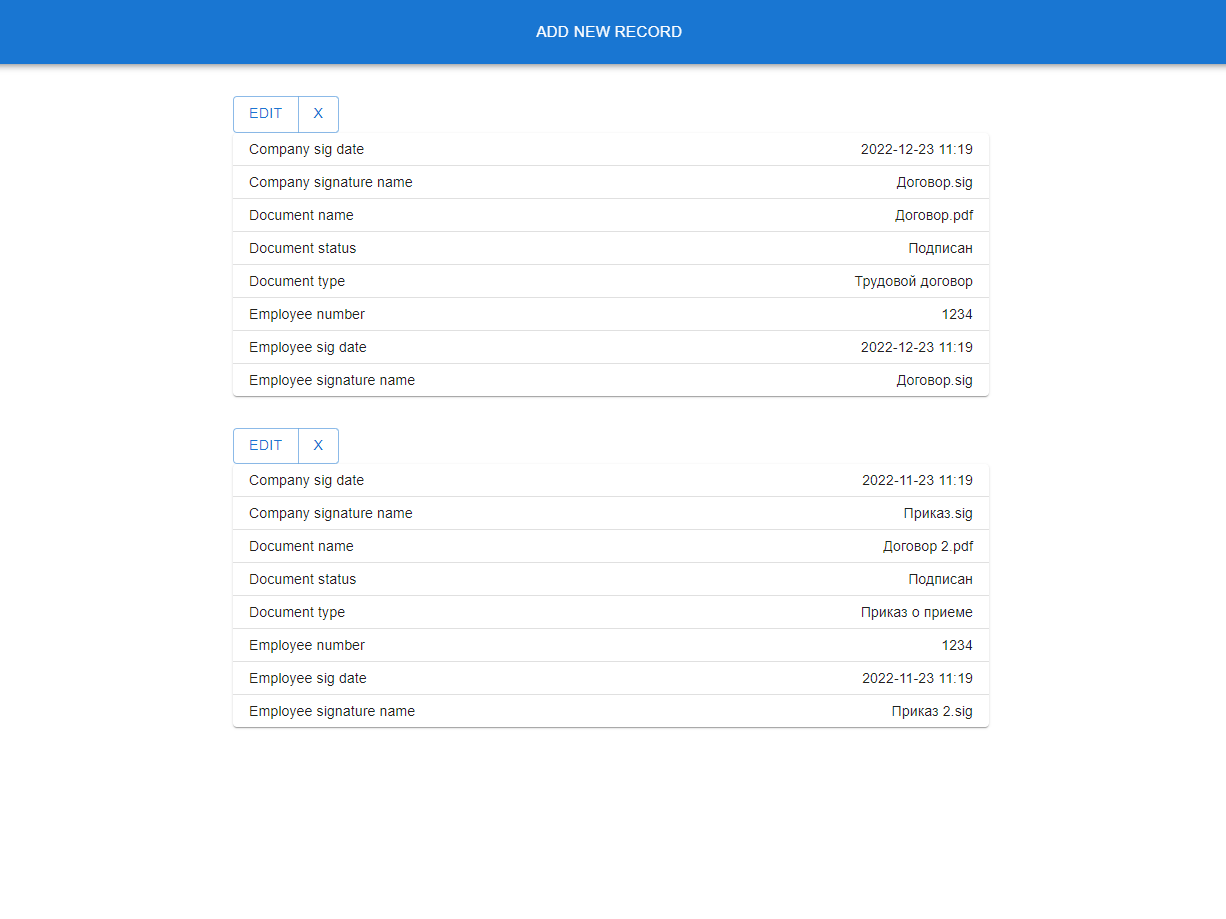 ADD NEW RECORD
EDIT X
Company sig date 2022-12-23 11:19
Company signature name Договор.sig
Document name Договор.pdf
Document status Подписан
Document type Трудовой договор
Employee number 1234
Employee sig date 2022-12-23 11:19
Employee signature name Договор.sig
EDIT X
Company sig date 2022-11-23 11:19
Company signature name Приказ.sig
Document name Договор 2.pdf
Document status Подписан
Document type Приказ о приеме
Employee number 1234
Employee sig date 2022-11-23 11:19
Employee signature name Приказ 2.sig